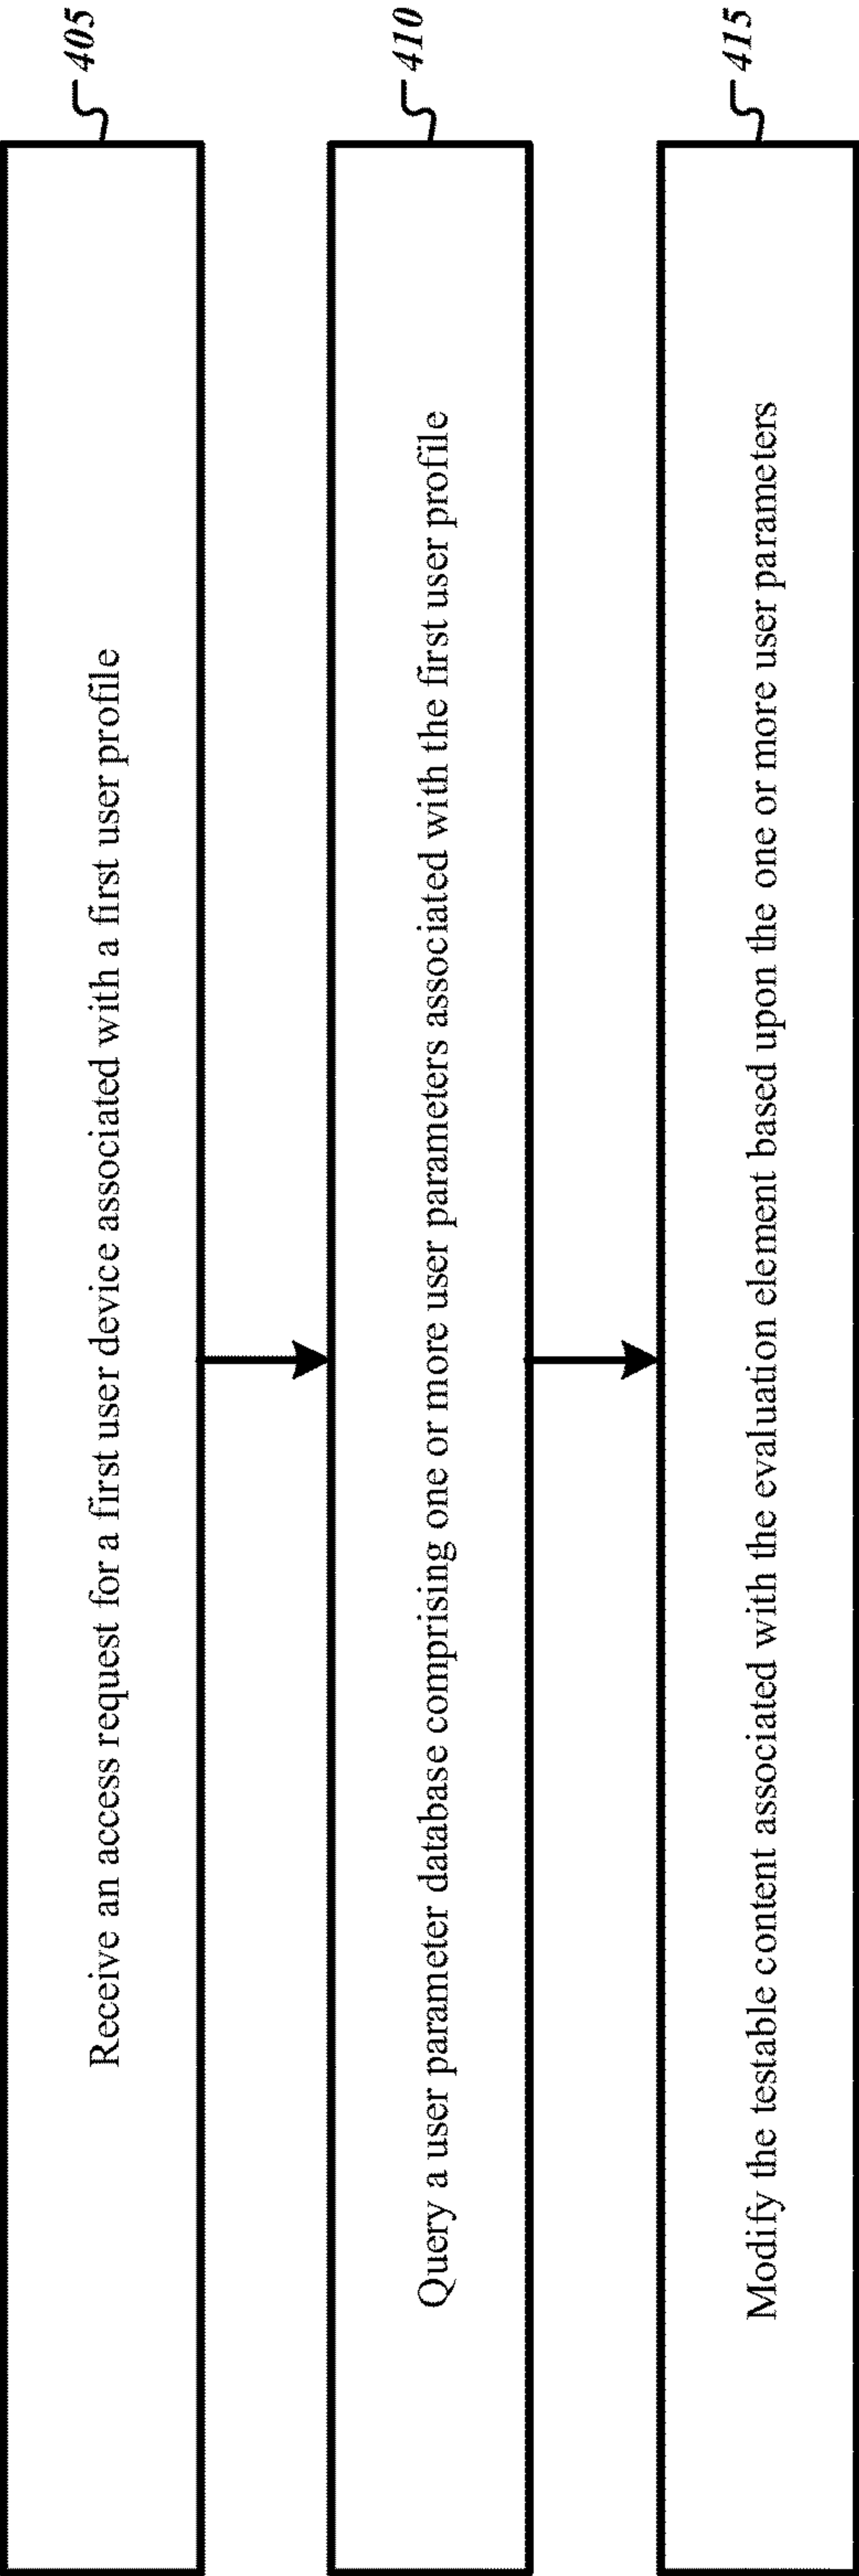 405
Receive an access request for a first user device associated with a first user profile
410
Query a user parameter database comprising one or more user parameters associated with the first user profile
415
Modify the testable content associated with the evaluation element based upon the one or more user parameters